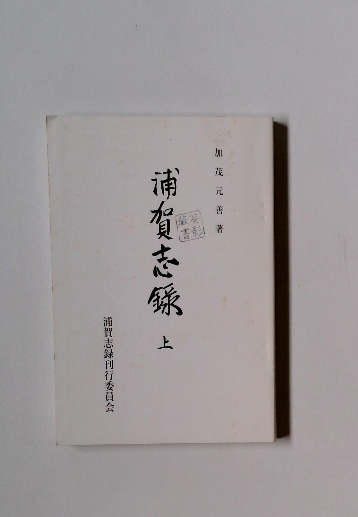 加茂元善著
浦賀志録
上
浦賀志録刊行委員会